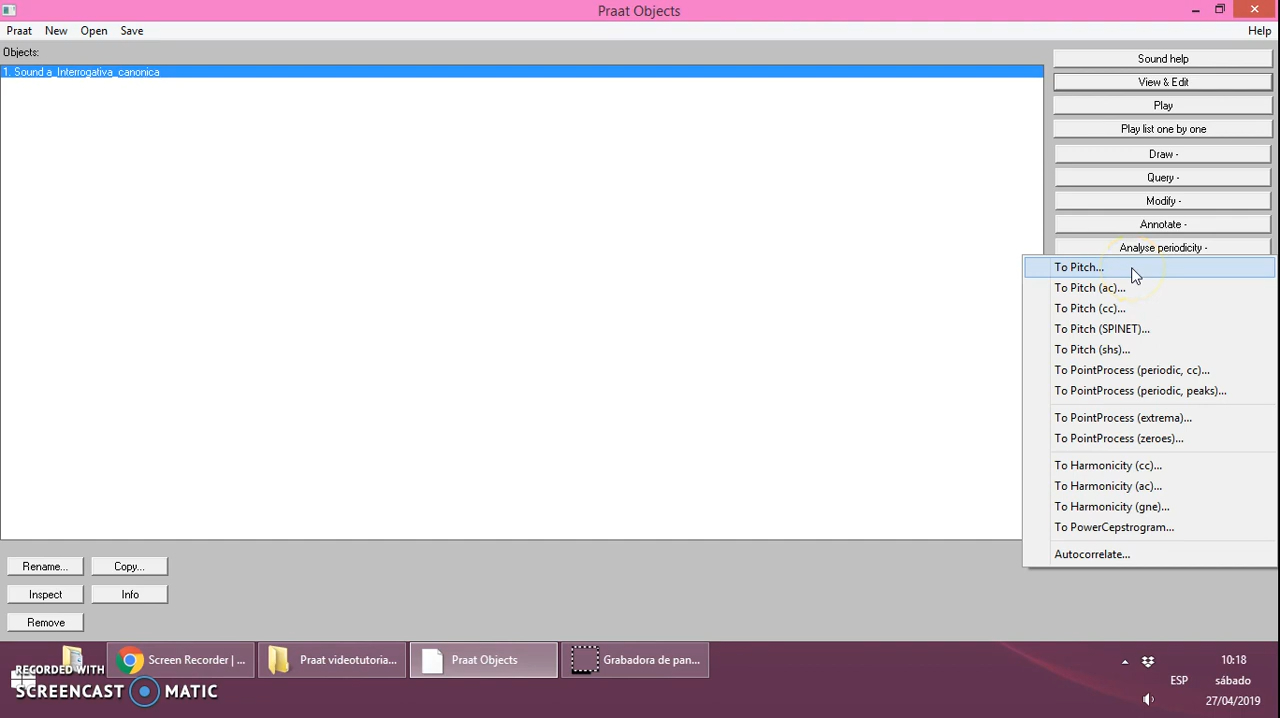 Praat Objects
Praat New Open Save Help
Objects:
1. Sound a_Interrogativa_canonica
Sound help
View & Edit
Play
Play list one by one
Draw -
Query -
Modify -
Annotate -
Analyse periodicity -
To Pitch...
To Pitch (ac)...
To Pitch (cc)...
To Pitch (SPINET)...
To Pitch (shs)...
To PointProcess (periodic, cc)...
To PointProcess (periodic, peaks)...
To PointProcess (extrema)...
To PointProcess (zeroes)...
To Harmonicity (cc)...
To Harmonicity (ac)...
To Harmonicity (gne)...
To PowerCepstrogram...
Autocorrelate...
Rename... Copy...
Inspect Info
Remove
Screen Recorder | ... Praat videotutoria... Praat Objects Grabadora de pan...
10:18
ESP sábado
27/04/2019
RECORDED WITH
SCREENCAST MATIC